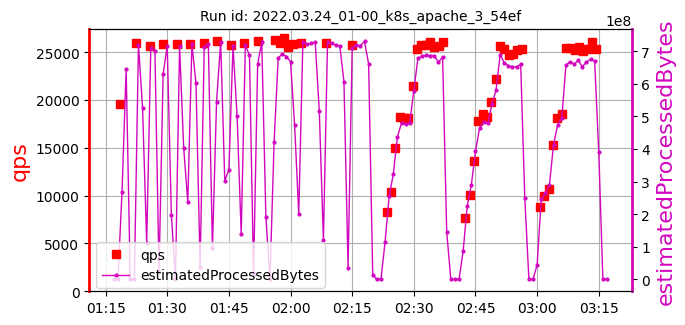 Run id: 2022.03.24_01-00_k8s_apache_3_54ef
1e8
25000
20000
15000
10000
5000
0
qps
7
6
5
4
3
2
1
0
estimatedProcessedBytes
qps
estimatedProcessedBytes
01:15 01:30 01:45 02:00 02:15 02:30 02:45 03:00 03:15